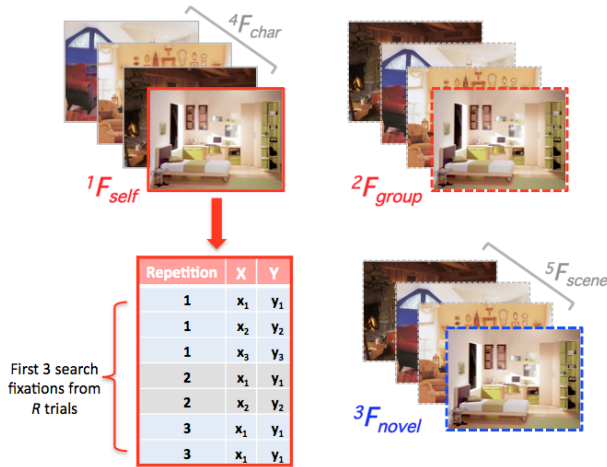 ⁴F_char
¹F_self
²F_group
Repetition X Y
1 x₁ y₁
1 x₂ y₂
1 x₃ y₃
2 x₁ y₁
2 x₂ y₂
3 x₁ y₁
3 x₁ y₁
First 3 search
fixations from
R trials
⁵F_scene
³F_novel